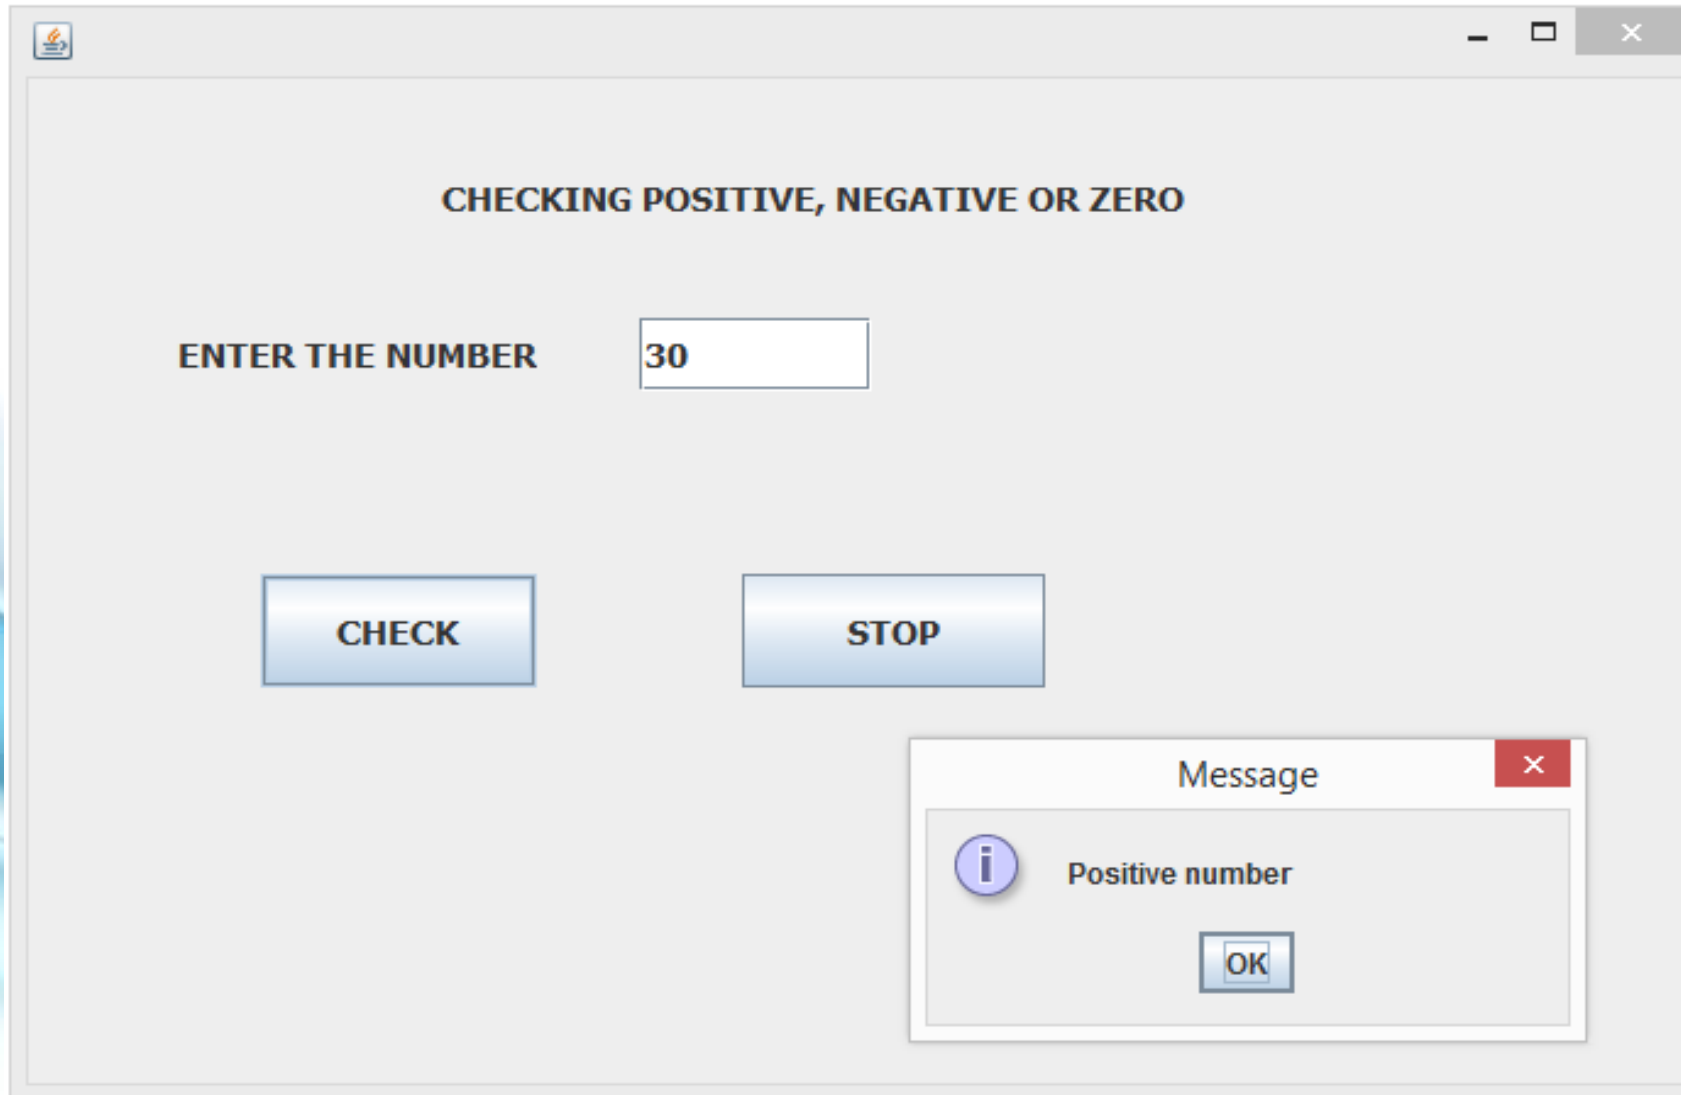 CHECKING POSITIVE, NEGATIVE OR ZERO
ENTER THE NUMBER 30
CHECK STOP
Message
i Positive number
OK